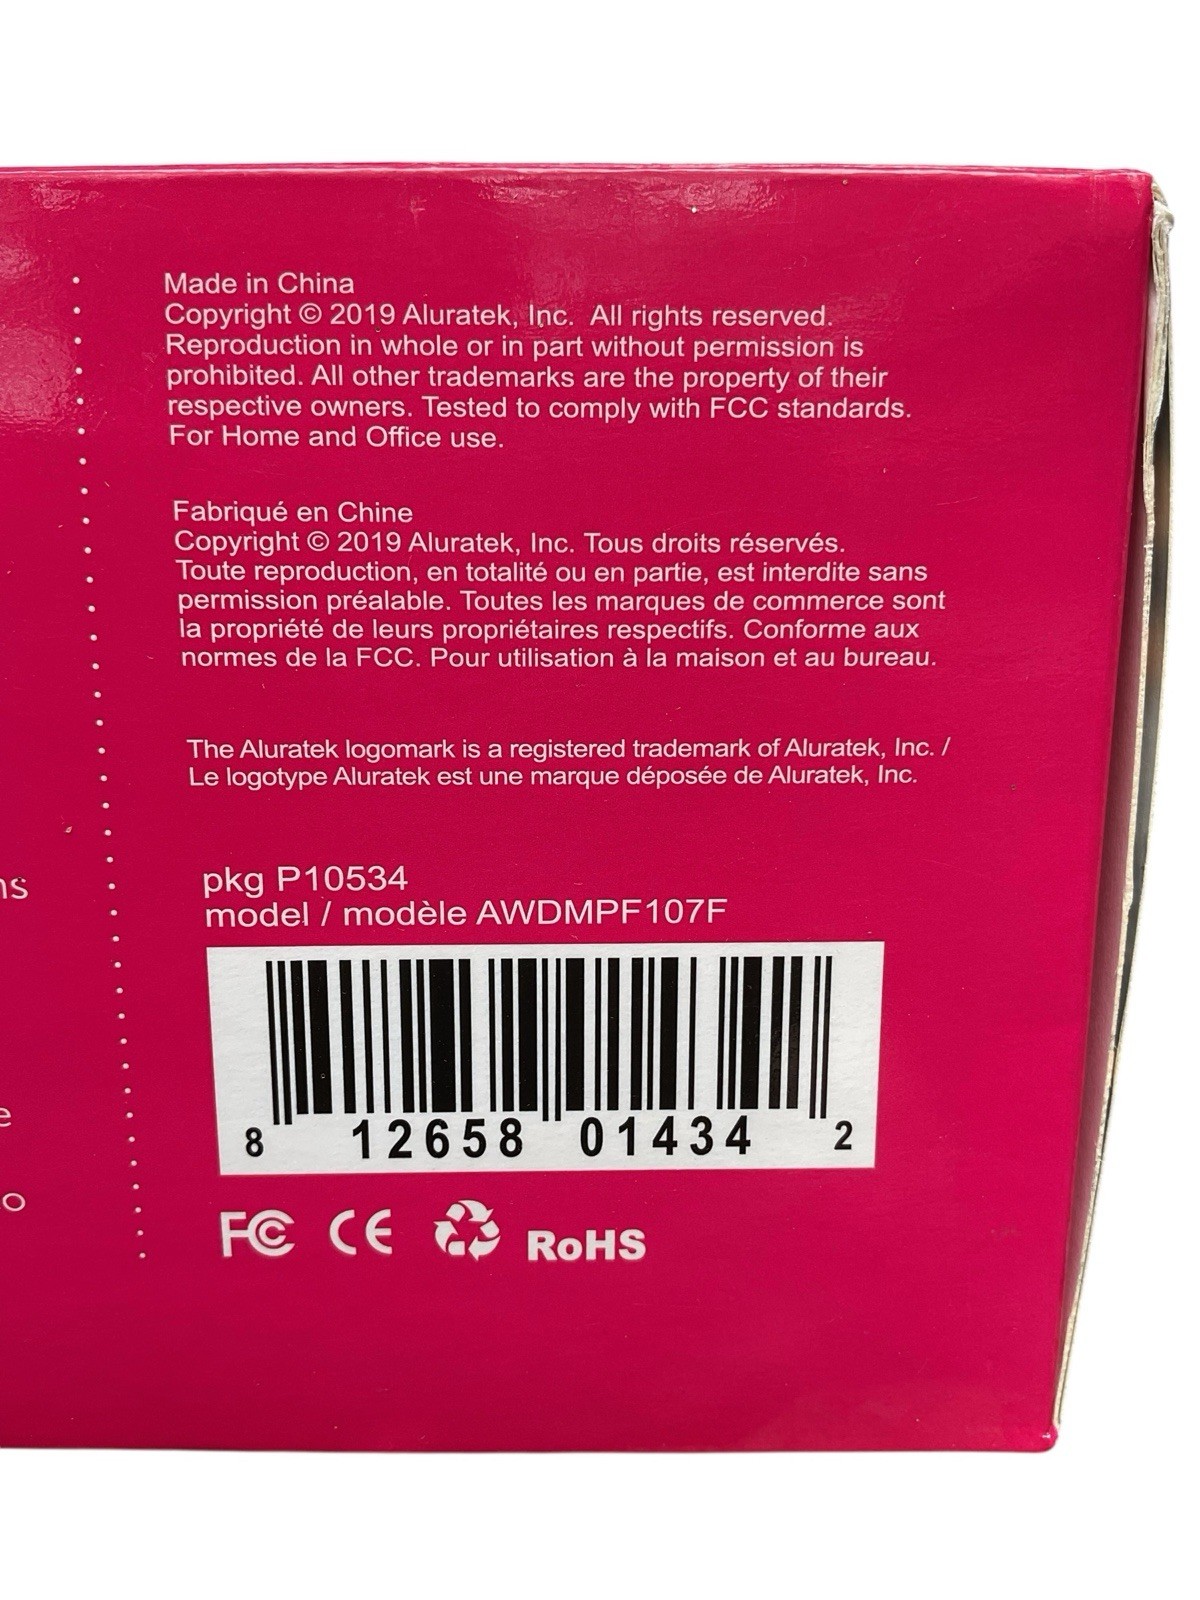 Made in China
Copyright © 2019 Aluratek, Inc. All rights reserved.
Reproduction in whole or in part without permission is
prohibited. All other trademarks are the property of their
respective owners. Tested to comply with FCC standards.
For Home and Office use.
Fabriqué en Chine
Copyright © 2019 Aluratek, Inc. Tous droits réservés.
Toute reproduction, en totalité ou en partie, est interdite sans
permission préalable. Toutes les marques de commerce sont
la propriété de leurs propriétaires respectifs. Conforme aux
normes de la FCC. Pour utilisation à la maison et au bureau.
The Aluratek logomark is a registered trademark of Aluratek, Inc. /
Le logotype Aluratek est une marque déposée de Aluratek, Inc.
pkg P10534
model / modèle AWDMPF107F
8 12658 01434 2
FC CE RoHS